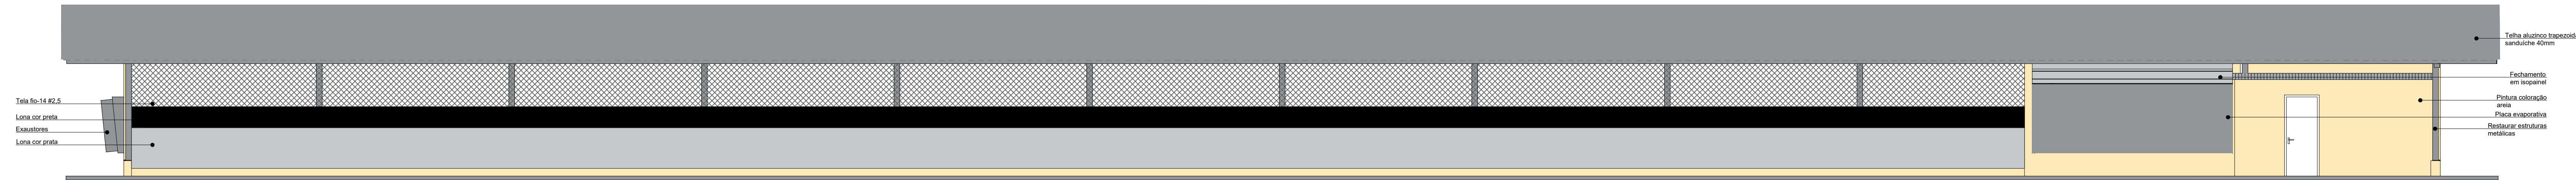 Tela fio-14 #2,5
Lona cor preta
Exaustores
Lona cor prata
Telha aluzinco trapezoida
sanduíche 40mm
Fechamento
em isopainel
Pintura coloração
areia
Placa evaporativa
Restaurar estruturas
metálicas